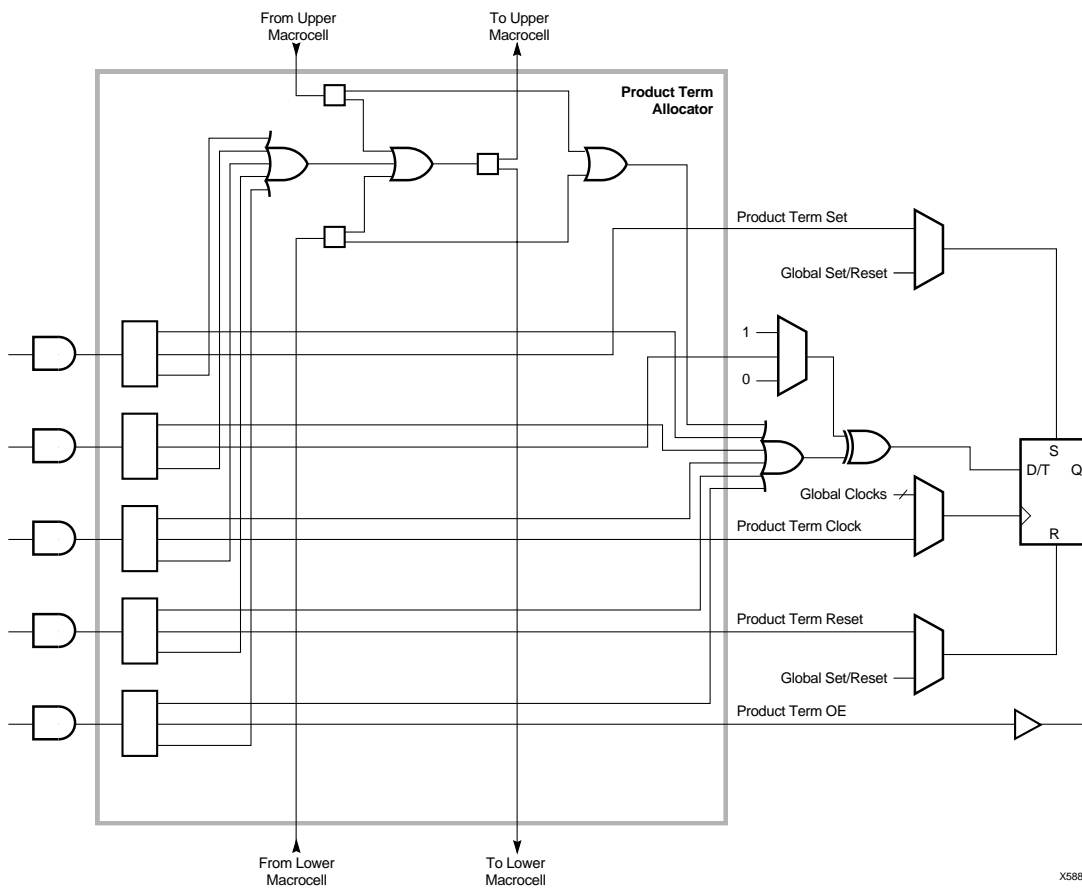 From Upper
Macrocell
To Upper
Macrocell
Product Term
Allocator
Product Term Set
Global Set/Reset
1
0
Global Clocks
Product Term Clock
S
D/T Q
R
Product Term Reset
Global Set/Reset
Product Term OE
From Lower
Macrocell
To Lower
Macrocell
X588